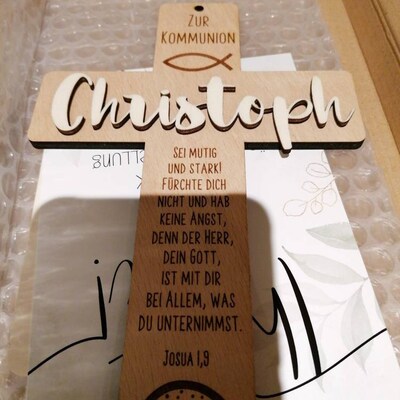 ZUR
KOMMUNION
Christoph
SEI MUTIG
UND STARK!
FÜRCHTE DICH
NICHT UND HAB
KEINE ANGST,
DENN DER HERR,
DEIN GOTT,
IST MIT DIR
BEI ALLEM, WAS
DU UNTERNIMMST.
JOSUA 1,9